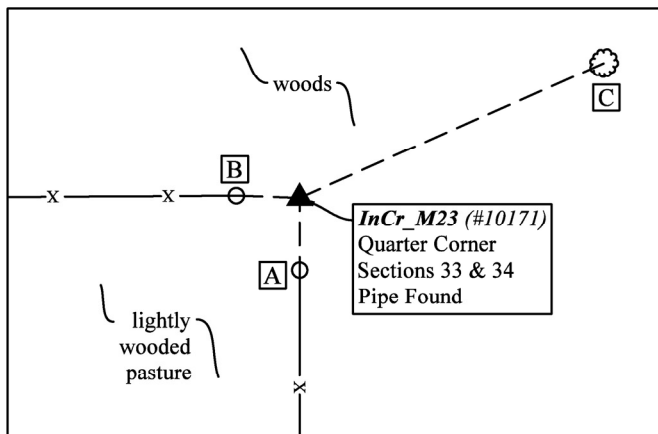 woods
C
B
x
x
InCr_M23 (#10171)
Quarter Corner
Sections 33 & 34
Pipe Found
A
lightly
wooded
pasture
x